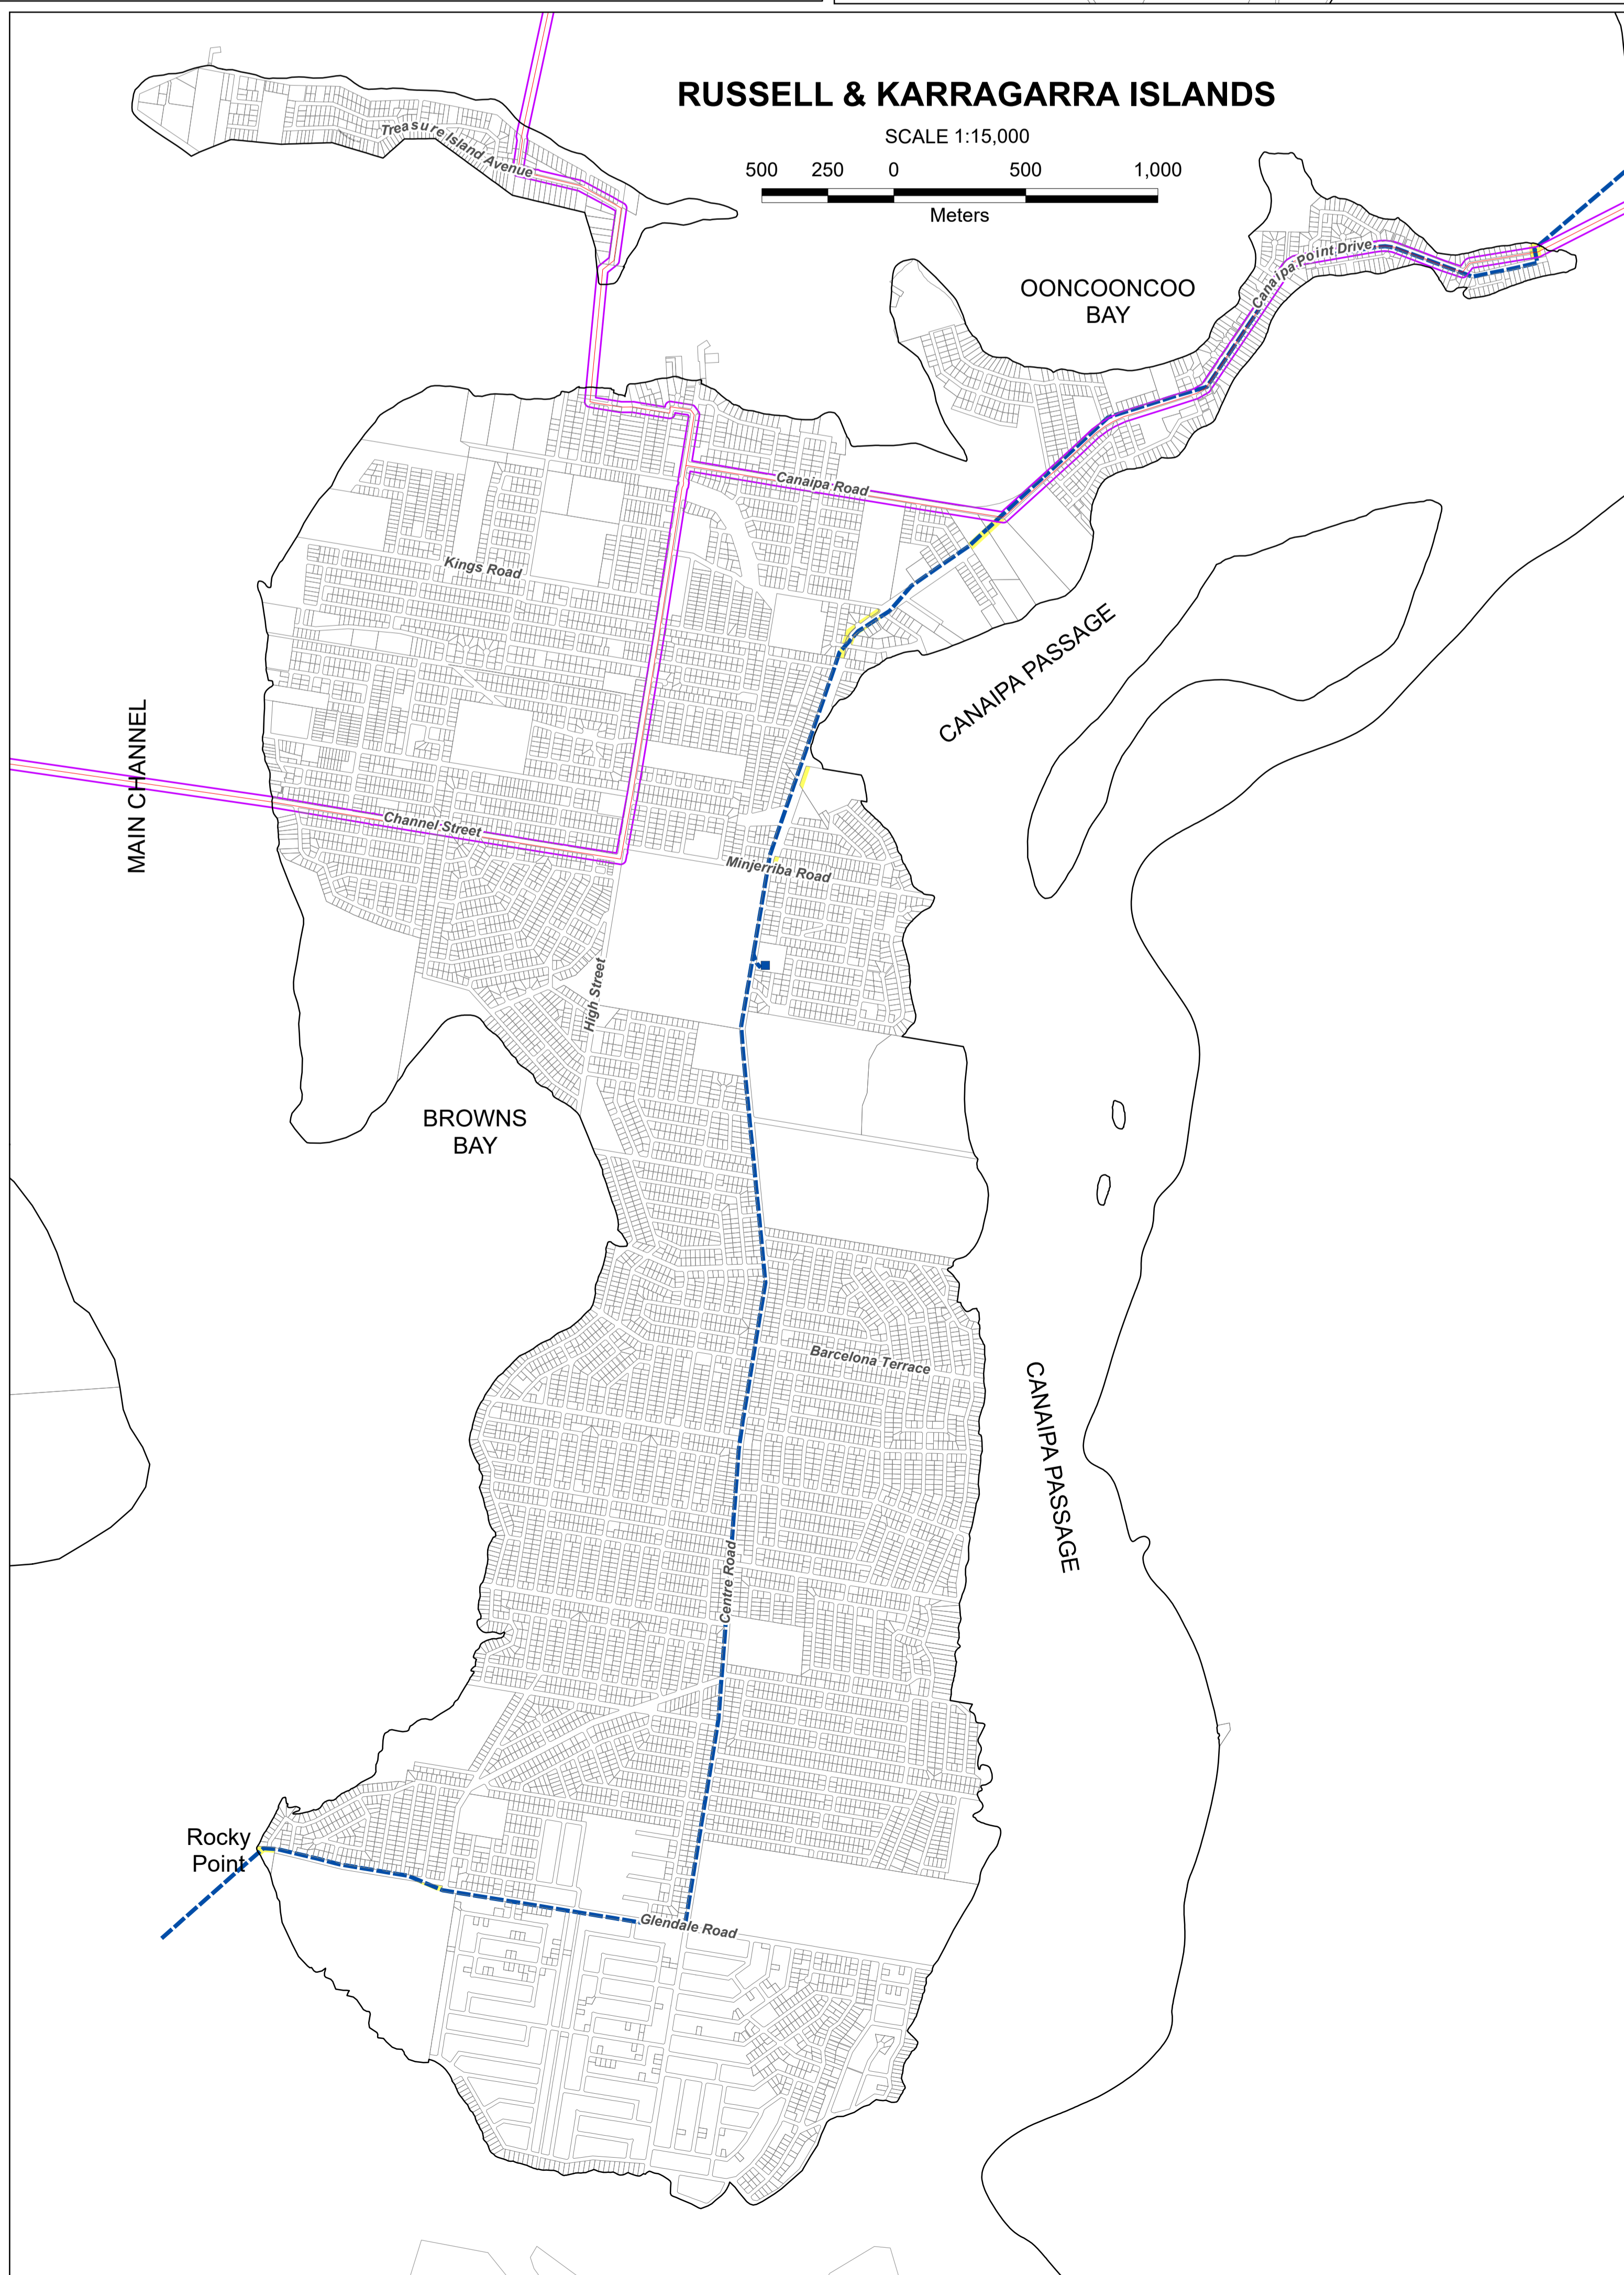 RUSSELL & KARRAGARRA ISLANDS
SCALE 1:15,000
500 250 0 500 1,000
Meters
Treasure Island Avenue
Canaipa Point Drive
OONCOONCOO
BAY
Canaipa Road
Kings Road
CANAIPA PASSAGE
MAIN CHANNEL
Channel Street
Minjerriba Road
High Street
BROWNS
BAY
Barcelona Terrace
CANAIPA PASSAGE
Centre Road
Rocky
Point
Glendale Road